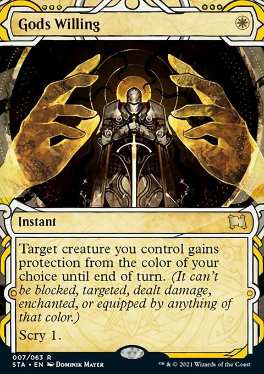 Gods Willing
Instant
Target creature you control gains
protection from the color of your
choice until end of turn. (It can't
be blocked, targeted, dealt damage,
enchanted, or equipped by anything of
that color.)
Scry 1.
007/063 R
STA • EN DOMINIK MAYER
™ & © 2021 Wizards of the Coast